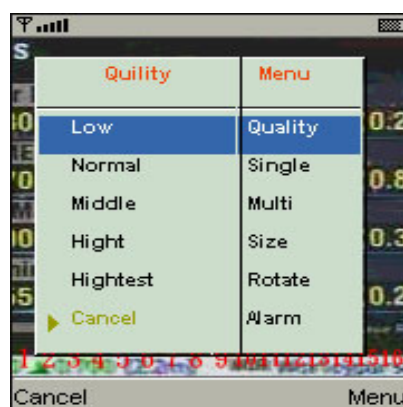 s
Quility Menu
Low Quality
Normal Single
Middle Multi
Hight Size
Hightest Rotate
Cancel Alarm
1 2 3 4 5 6 7 8 9 10 11 12 13 14 15 16
Cancel Menu